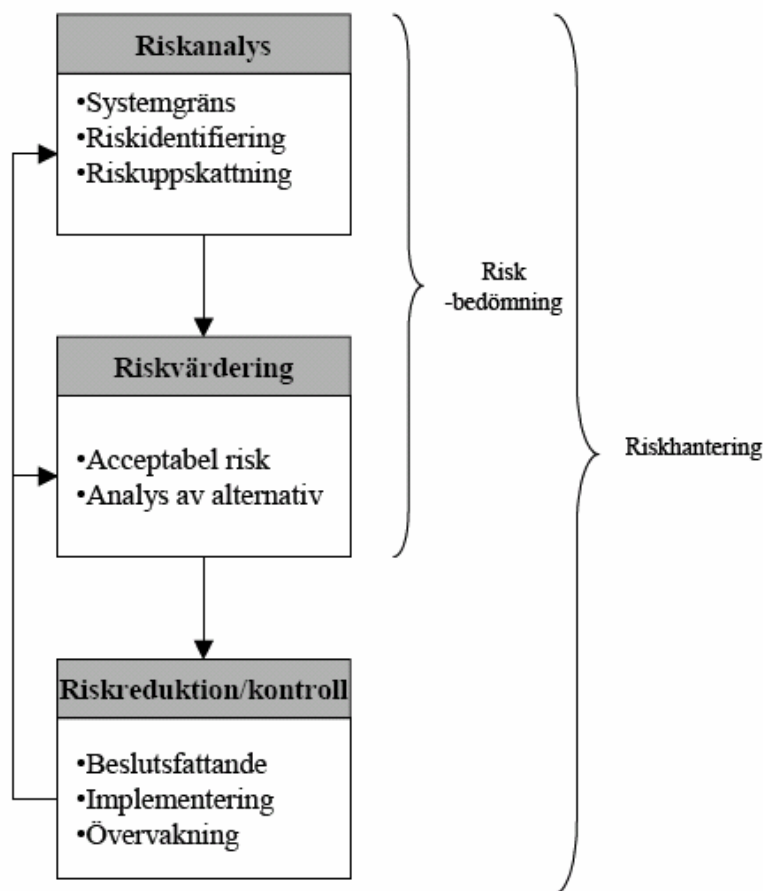 Riskanalys
•Systemgräns
•Riskidentifiering
•Riskuppskattning
Risk
-bedömning
Riskvärdering
•Acceptabel risk
•Analys av alternativ
Riskhantering
Riskreduktion/kontroll
•Beslutsfattande
•Implementering
•Övervakning